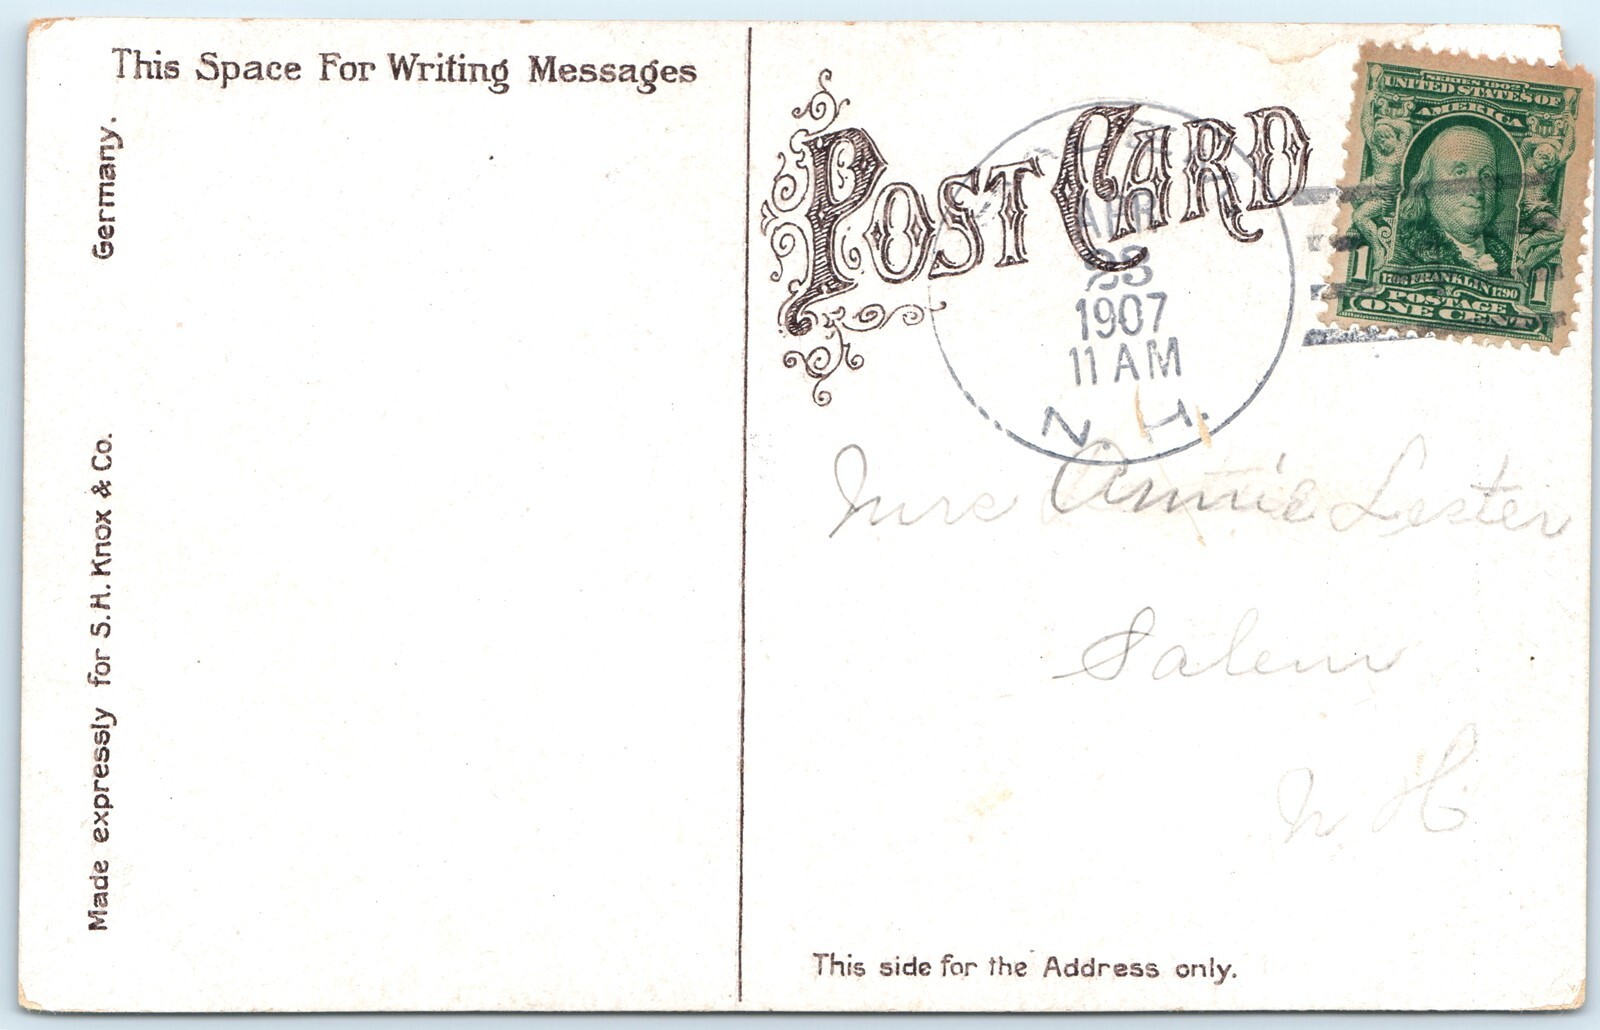 This Space For Writing Messages
Germany.
Made expressly for S. H. Knox & Co.
POST CARD
APR
23
1907
11 AM
N. H.
SERIES 1902
UNITED STATES OF
AMERICA
1706 FRANKLIN 1790
1 POSTAGE 1
ONE CENT
Mrs Annie Lester
Salem
N H
This side for the Address only.